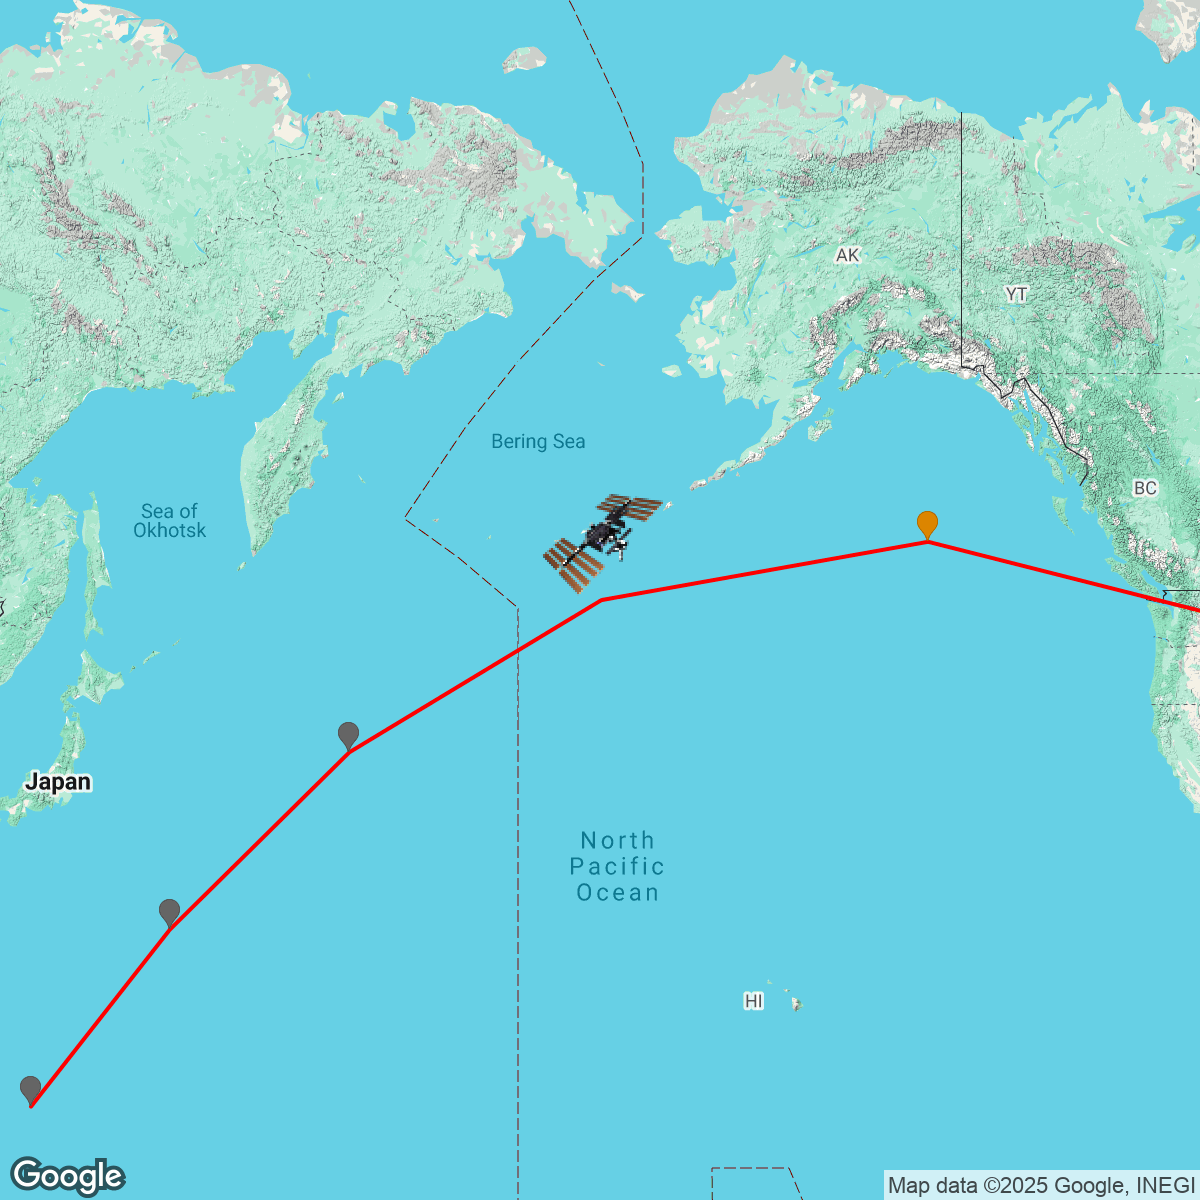 AK
YT
Bering Sea
BC
Sea of
Okhotsk
Japan
North
Pacific
Ocean
HI
Google
Map data ©2025 Google, INEGI